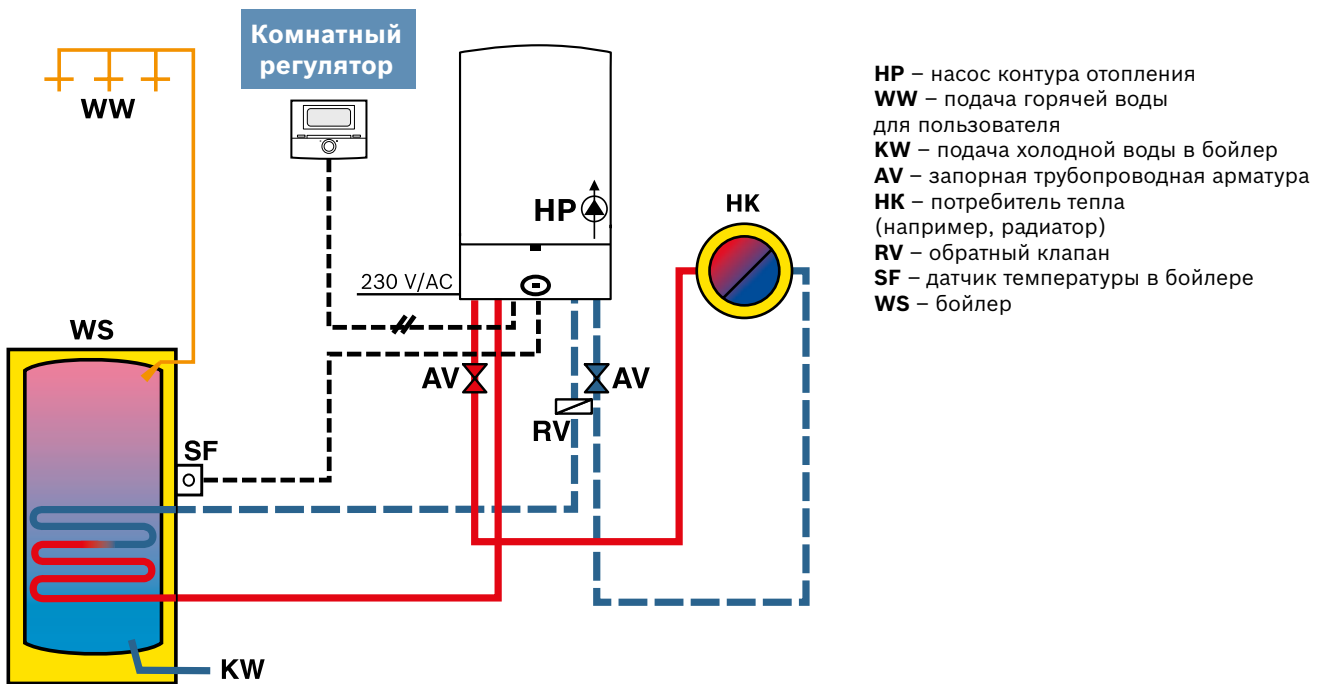 Комнатный
регулятор
WW
HP
HK
230 V/AC
WS
AV
AV
RV
SF
KW
HP – насос контура отопления
WW – подача горячей воды
для пользователя
KW – подача холодной воды в бойлер
AV – запорная трубопроводная арматура
HK – потребитель тепла
(например, радиатор)
RV – обратный клапан
SF – датчик температуры в бойлере
WS – бойлер